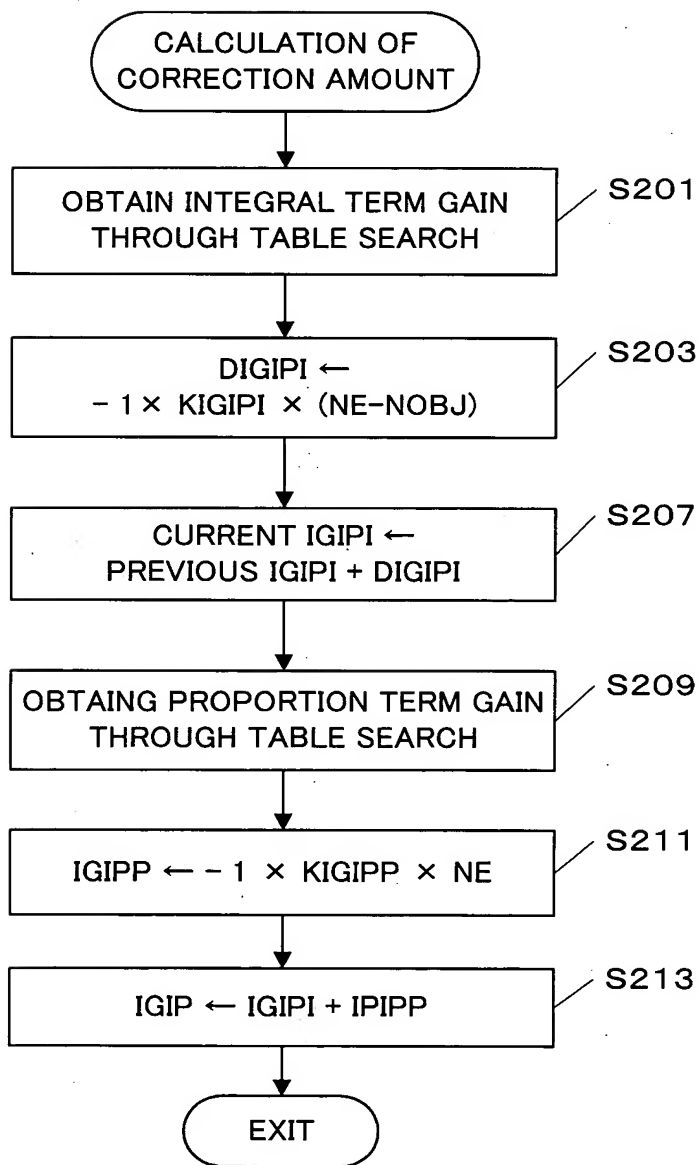 CALCULATION OF
CORRECTION AMOUNT
OBTAIN INTEGRAL TERM GAIN
THROUGH TABLE SEARCH
S201
DIGIPI ←
− 1 × KIGIPI × (NE-NOBJ)
S203
CURRENT IGIPI ←
PREVIOUS IGIPI + DIGIPI
S207
OBTAING PROPORTION TERM GAIN
THROUGH TABLE SEARCH
S209
IGIPP ← − 1 × KIGIPP × NE
S211
IGIP ← IGIPI + IPIPP
S213
EXIT